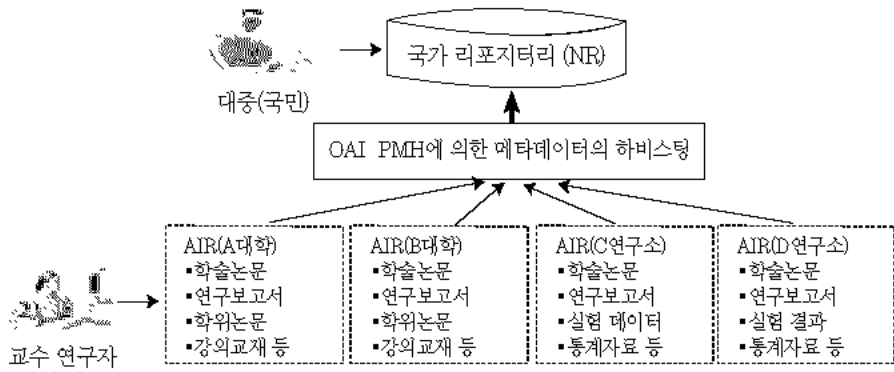 국가 리포지터리 (NR)
대중(국민)
OAI PMH에 의한 메타데이터의 하비스팅
AIR(A대학)
▪학술논문
▪연구보고서
▪학위논문
▪강의교재 등
AIR(B대학)
▪학술논문
▪연구보고서
▪학위논문
▪강의교재 등
AIR(C연구소)
▪학술논문
▪연구보고서
▪실험 데이터
▪통계자료 등
AIR(D연구소)
▪학술논문
▪연구보고서
▪실험 결과
▪통계자료 등
교수 연구자